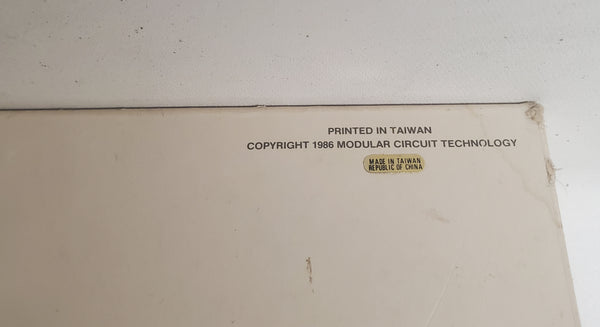 PRINTED IN TAIWAN
COPYRIGHT 1986 MODULAR CIRCUIT TECHNOLOGY
MADE IN TAIWAN
REPUBLIC OF CHINA